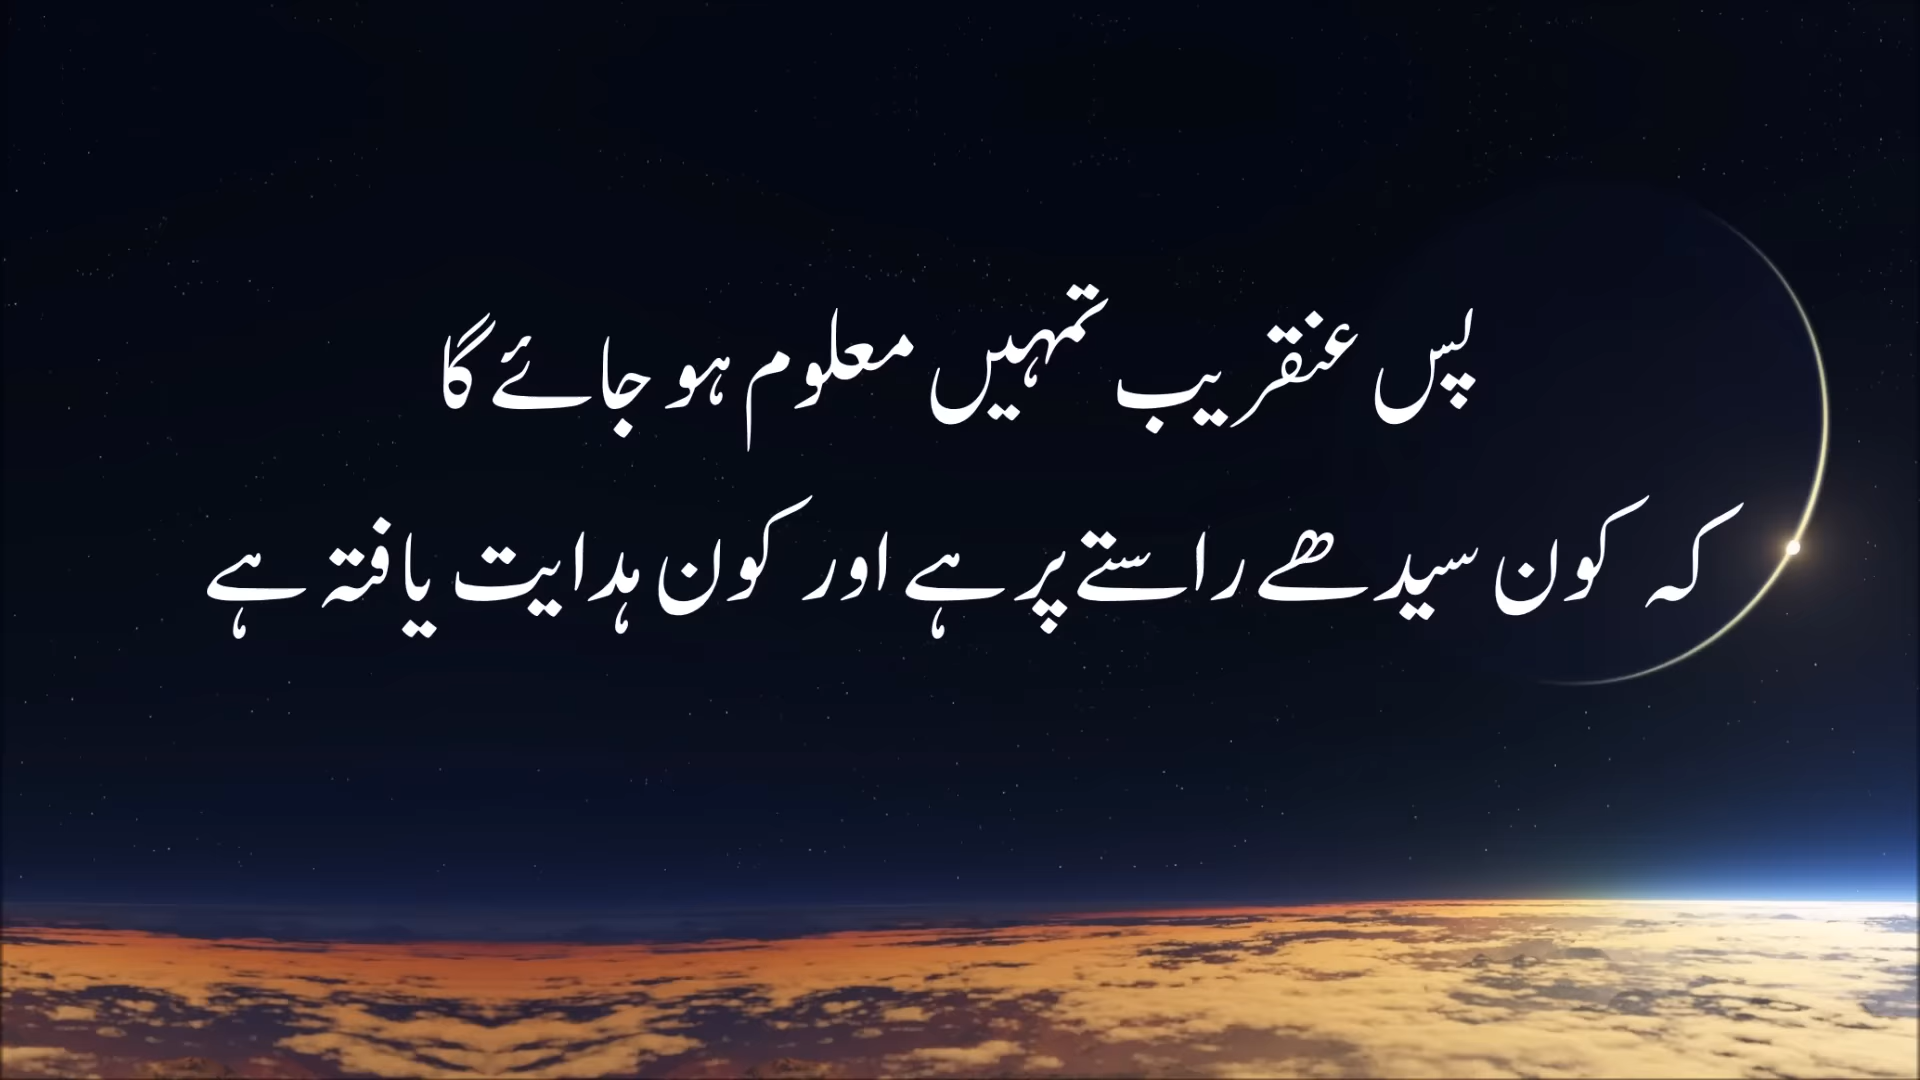 پس عنقریب تمہیں معلوم ہو جائے گا
کہ کون سیدھے راستے پر ہے اور کون ہدایت یافتہ ہے